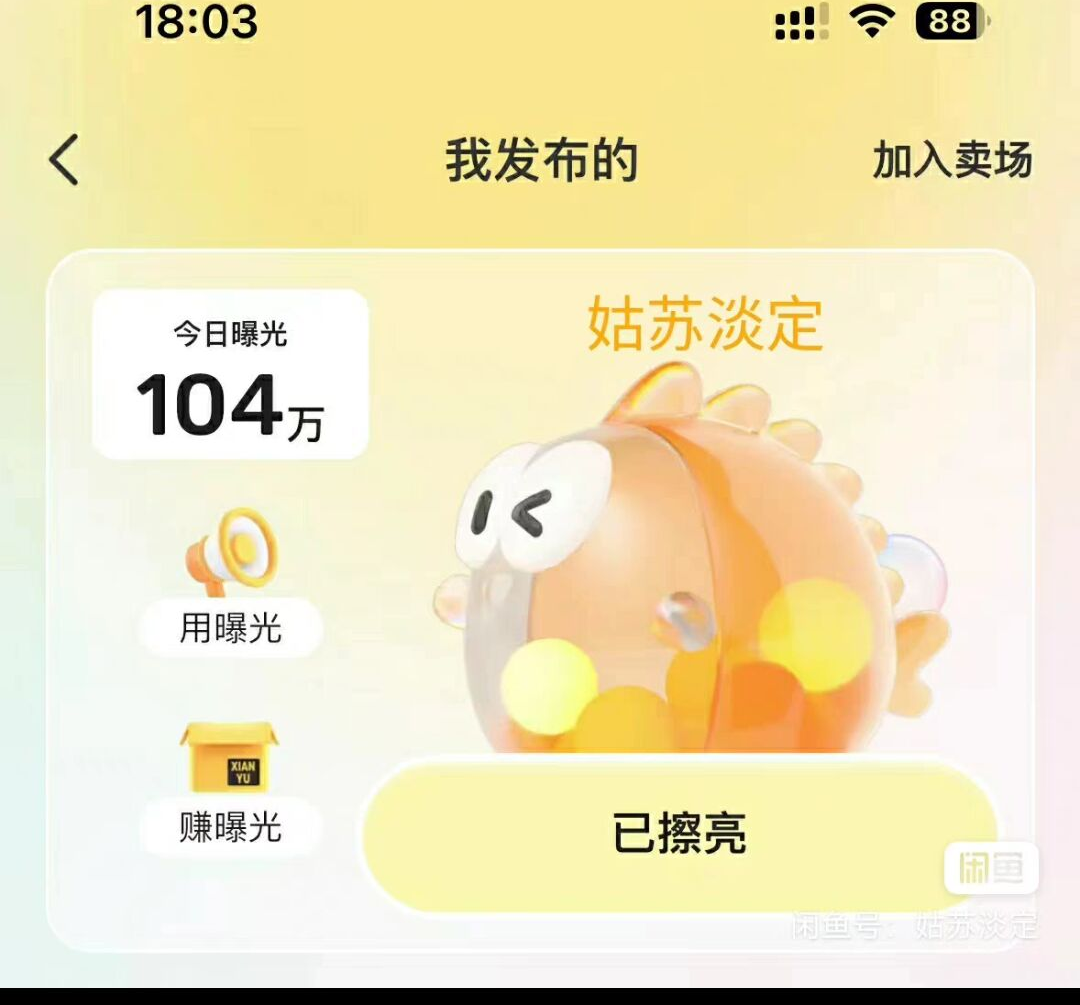 18:03
88
我发布的
加入卖场
今日曝光
104万
姑苏淡定
用曝光
XIAN
YU
赚曝光
已擦亮
闲鱼
闲鱼号：姑苏淡定